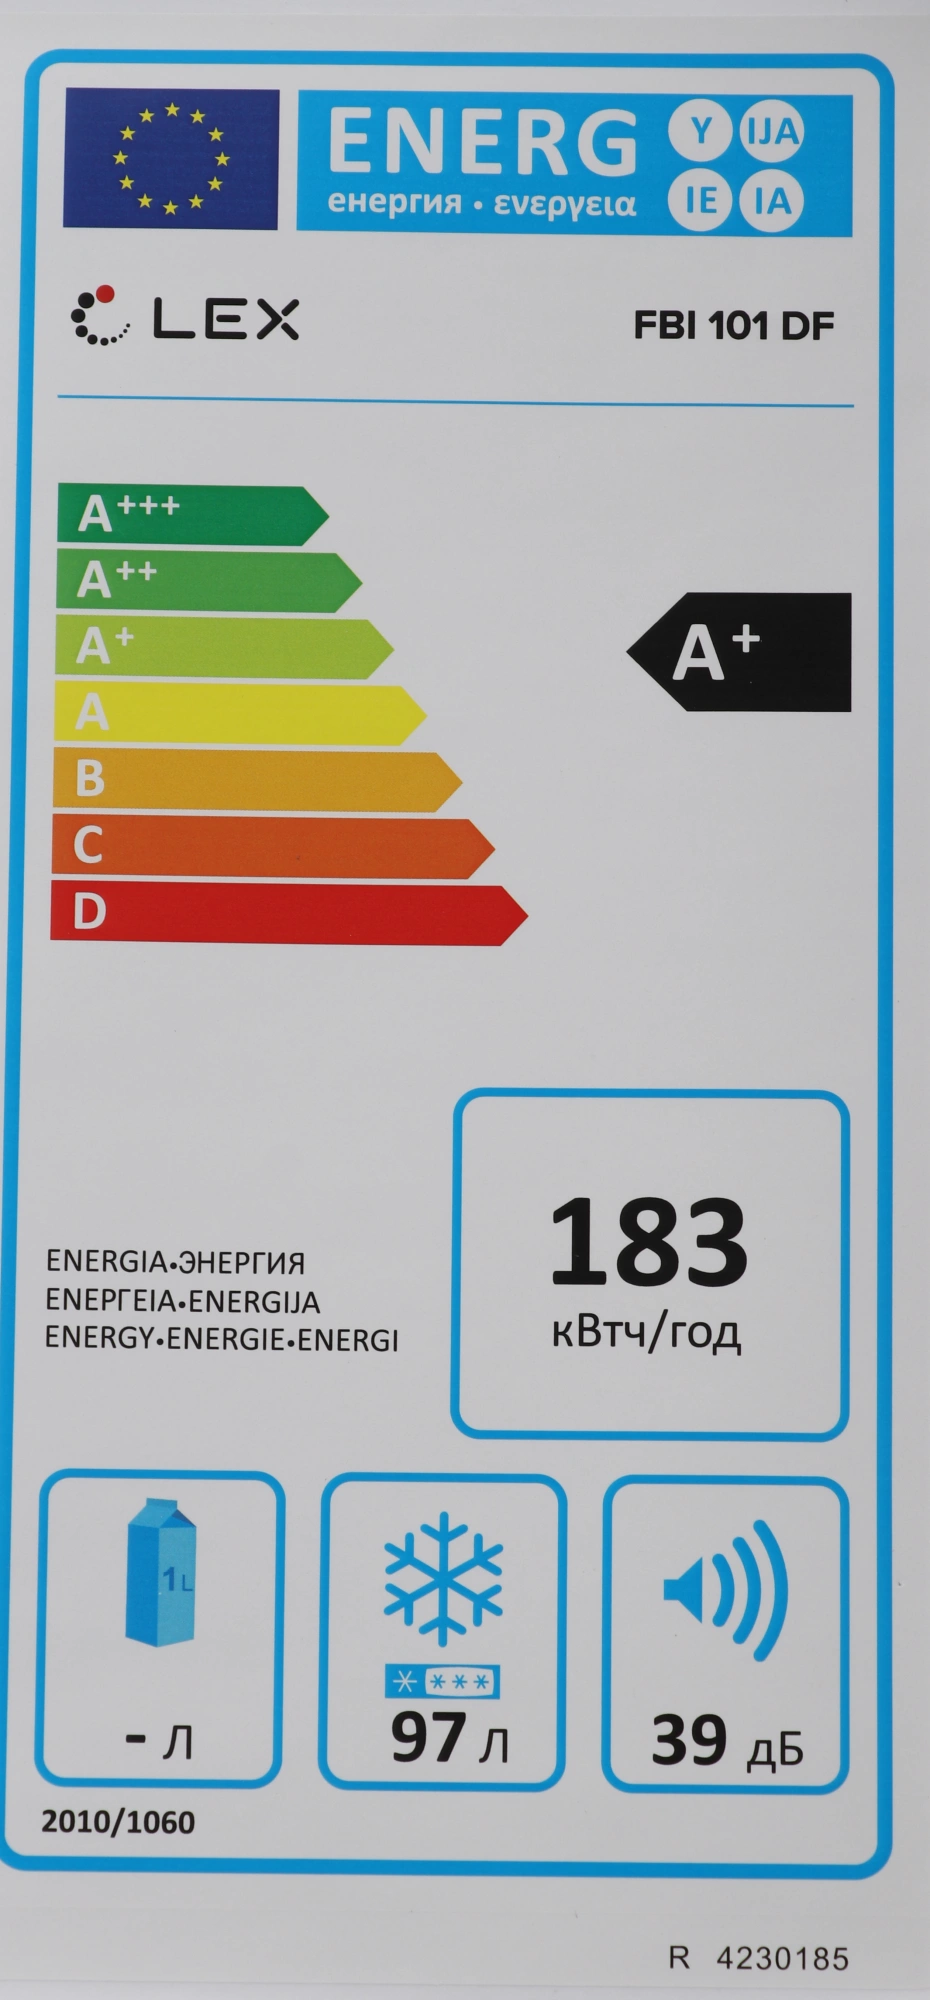 ENERG Y IJA
енергия · ενεργεια IE IA
LEX FBI 101 DF
A+++
A++
A+
A+
A
B
C
D
183
кВтч/год
ENERGIA•ЭНЕРГИЯ
ΕΝΕΡΓΕΙΑ•ENERGIJA
ENERGY•ENERGIE•ENERGI
1L
- Л
97 Л
39 дБ
2010/1060
R 4230185